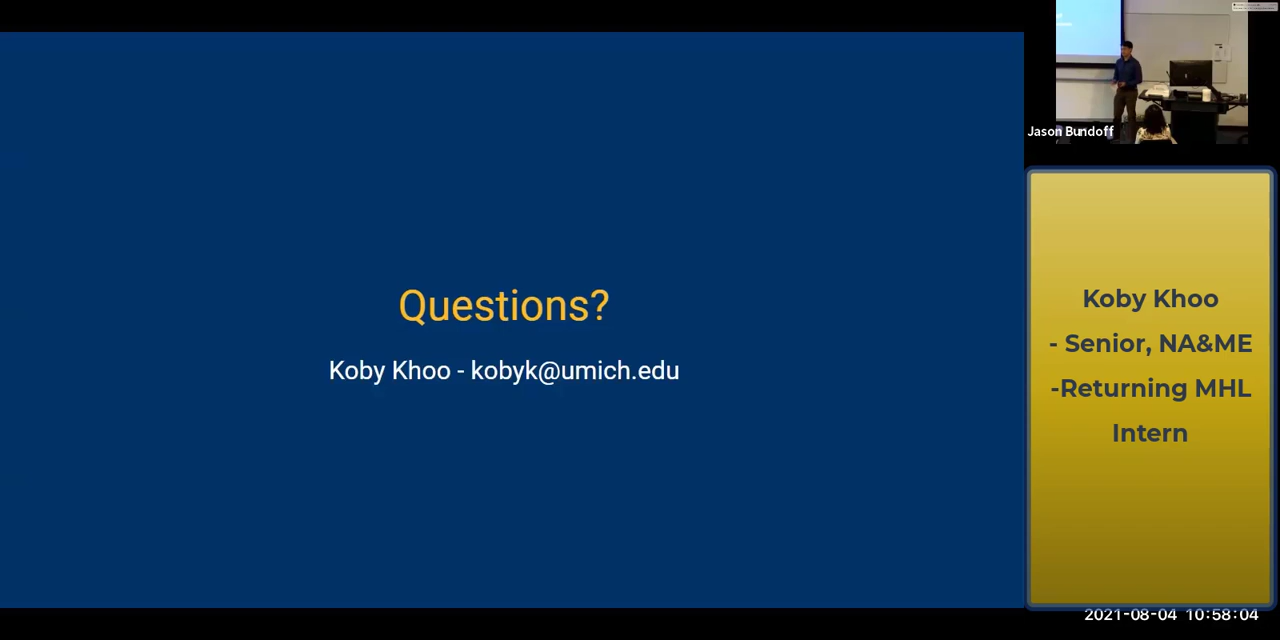 Questions?
Koby Khoo - kobyk@umich.edu
Jason Bundoff
Koby Khoo
- Senior, NA&ME
-Returning MHL
Intern
2021-08-04 10:58:04